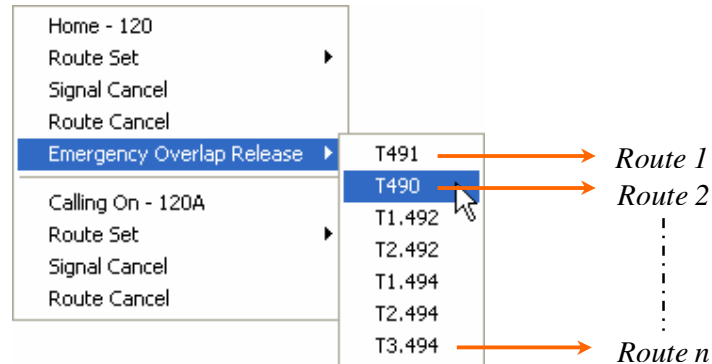 Home - 120
Route Set
Signal Cancel
Route Cancel
Emergency Overlap Release
Calling On - 120A
Route Set
Signal Cancel
Route Cancel
T491
T490
T1.492
T2.492
T1.494
T2.494
T3.494
Route 1
Route 2
Route n